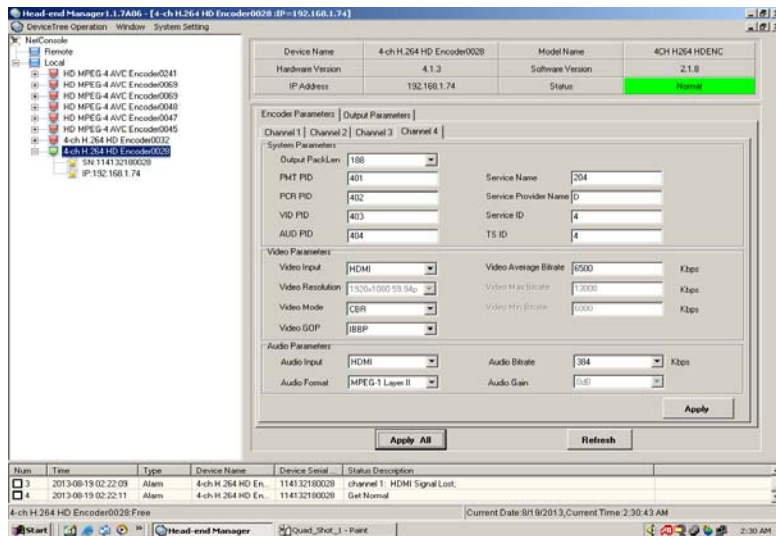 Head-end Manager1.1.7A06 - [4-ch H.264 HD Encoder0028 :IP=192.168.1.74]
DeviceTree Operation Window System Setting
NetConsole
Remote
Local
HD MPEG-4 AVC Encoder0241
HD MPEG-4 AVC Encoder0069
HD MPEG-4 AVC Encoder0069
HD MPEG-4 AVC Encoder0048
HD MPEG-4 AVC Encoder0047
HD MPEG-4 AVC Encoder0045
4-ch H.264 HD Encoder0032
4-ch H.264 HD Encoder0028
SN:114132180028
IP:192.168.1.74
Device Name 4-ch H.264 HD Encoder0028 Model Name 4CH H264 HDENC
Hardware Version 4.1.3 Software Version 2.1.8
IP Address 192.168.1.74 Status Normal
Encoder Parameters Output Parameters
Channel 1 Channel 2 Channel 3 Channel 4
System Parameters
Output PackLen 188
PMT PID 401 Service Name 204
PCR PID 402 Service Provider Name D
VID PID 403 Service ID 4
AUD PID 404 TS ID 4
Video Parameters
Video Input HDMI Video Average Bitrate 6500 Kbps
Video Resolution 1920x1080 59.94p Video Max Bitrate 13000 Kbps
Video Mode CBR Video Min Bitrate 6000 Kbps
Video GOP IBBP
Audio Parameters
Audio Input HDMI Audio Bitrate 384 Kbps
Audio Format MPEG-1 Layer II Audio Gain 0dB
Apply
Apply All Refresh
Num Time Type Device Name Device Serial ... Status Description
3 2013-08-19 02:22:09 Alarm 4-ch H.264 HD En... 114132180028 channel 1: HDMI Signal Lost;
4 2013-08-19 02:22:11 Alarm 4-ch H.264 HD En... 114132180028 Get Normal
4-ch H.264 HD Encoder0028:Free Current Date:8/19/2013,Current Time:2:30:43 AM
Start Head-end Manager Quad_Shot_1 - Paint 2:30 AM